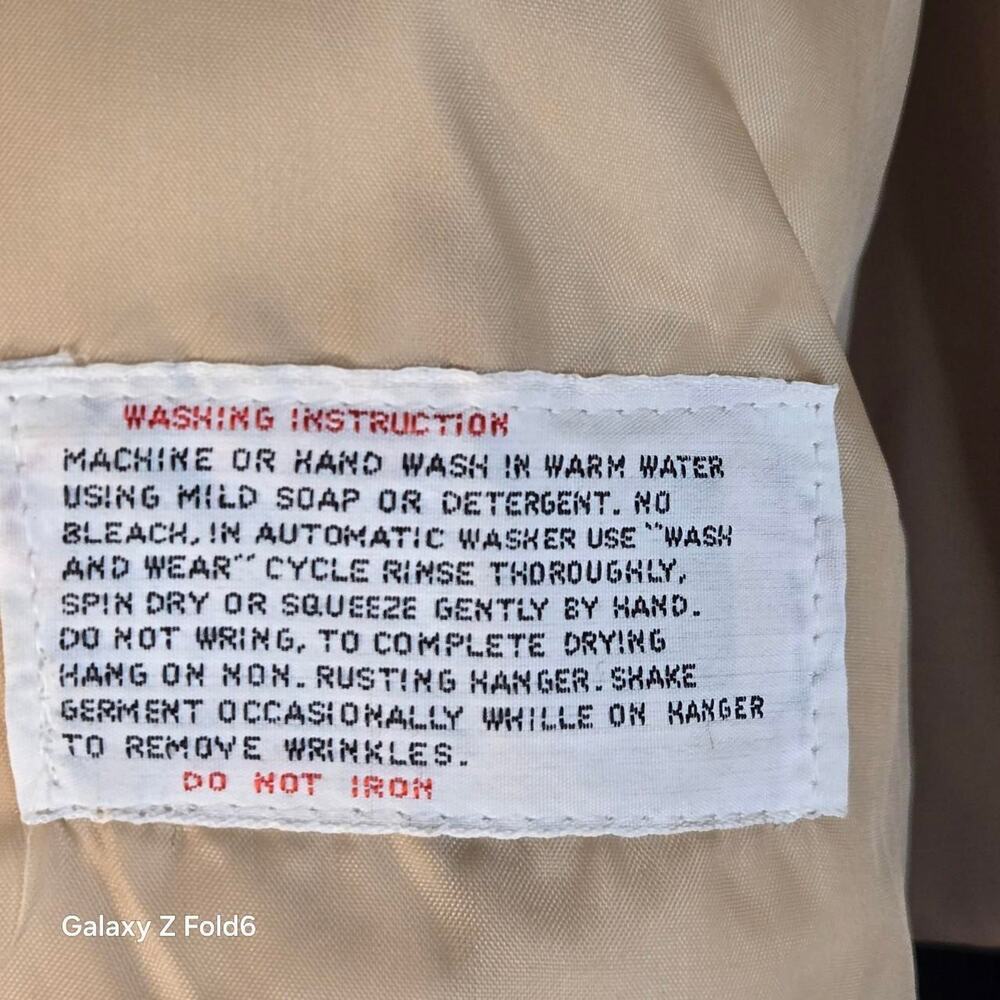 WASHING INSTRUCTION
MACHINE OR HAND WASH IN WARM WATER
USING MILD SOAP OR DETERGENT. NO
BLEACH, IN AUTOMATIC WASHER USE "WASH
AND WEAR" CYCLE RINSE THOROUGHLY,
SPIN DRY OR SQUEEZE GENTLY BY HAND.
DO NOT WRING, TO COMPLETE DRYING
HANG ON NON. RUSTING HANGER. SHAKE
GERMENT OCCASIONALLY WHILLE ON HANGER
TO REMOVE WRINKLES.
DO NOT IRON
Galaxy Z Fold6